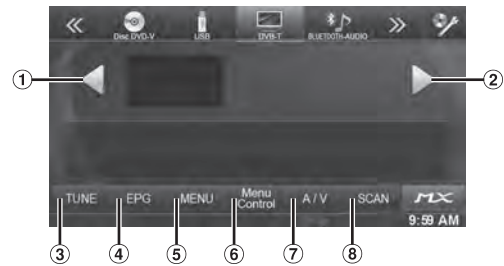 Disc DVD-V USB DVB-T BLUETOOTH-AUDIO
1 2
TUNE EPG MENU Menu Control A / V SCAN MX
9:59 AM
3 4 5 6 7 8